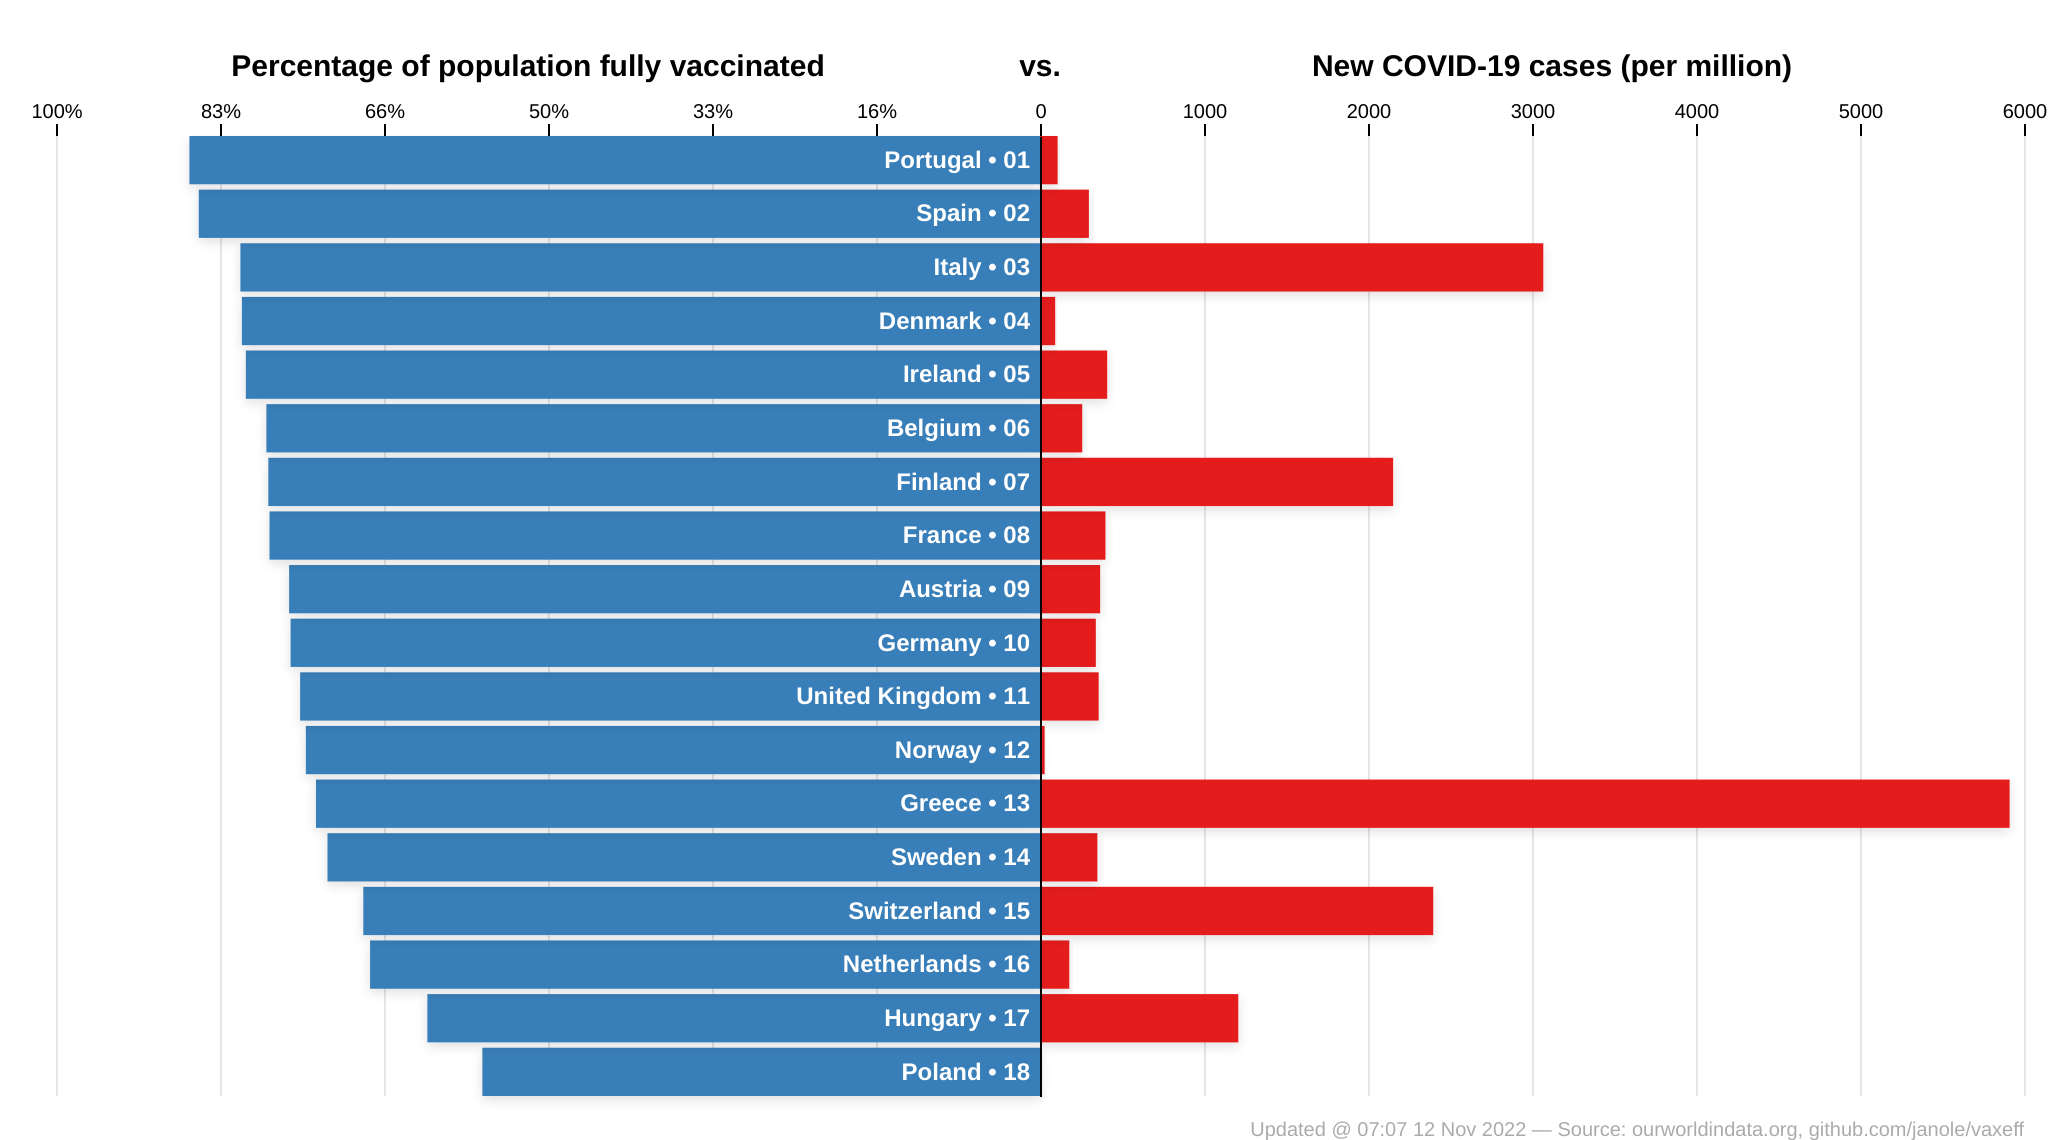 Percentage of population fully vaccinated vs. New COVID-19 cases (per million)
100% 83% 66% 50% 33% 16% 0 1000 2000 3000 4000 5000 6000
Portugal • 01
Spain • 02
Italy • 03
Denmark • 04
Ireland • 05
Belgium • 06
Finland • 07
France • 08
Austria • 09
Germany • 10
United Kingdom • 11
Norway • 12
Greece • 13
Sweden • 14
Switzerland • 15
Netherlands • 16
Hungary • 17
Poland • 18
Updated @ 07:07 12 Nov 2022 — Source: ourworldindata.org, github.com/janole/vaxeff